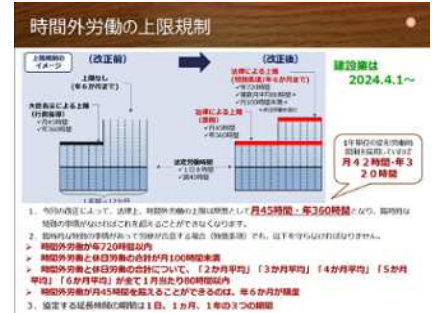 時間外労働の上限規制
上限規制の
イメージ
(改正前)
(改正後)
建設業は
2024.4.1~
上限なし
(年6か月まで)
法律による上限
(特別条項/年6か月まで)
✓年720時間
✓複数月平均80時間*
✓月100時間未満*
大臣告示による上限
(行政指導)
✓月45時間
✓年360時間
法律による上限
(原則)
✓月45時間
✓年360時間
法定労働時間
✓1日8時間
✓週40時間
1年間=12か月
1年単位の変形労働時
間制を採用していれば
月42時間・年3
20時間
1．今回の改正によって、法律上、時間外労働の上限は原則として月45時間・年360時間となり、臨時的な
特別の事情がなければこれを超えることができなくなります。
2．臨時的な特別の事情があって労使が合意する場合（特別条項）でも、以下を守らなければなりません。
➢ 時間外労働が年720時間以内
➢ 時間外労働と休日労働の合計が月100時間未満
➢ 時間外労働と休日労働の合計について、「2か月平均」「3か月平均」「4か月平均」「5か月
平均」「6か月平均」が全て1月当たり80時間以内
➢ 時間外労働が月45時間を超えることができるのは、年6か月が限度
3．協定する延長時間の期間は1日、1ヵ月、1年の3つの期間